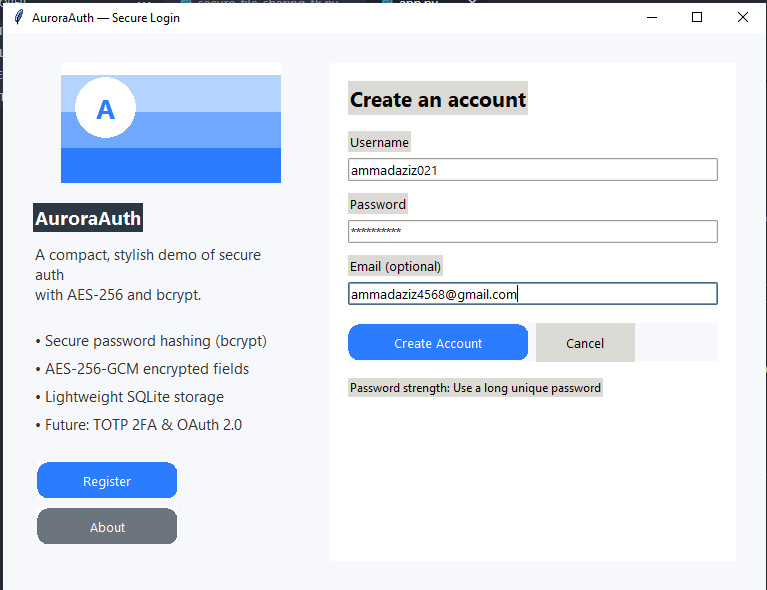 AuroraAuth — Secure Login
A
AuroraAuth
A compact, stylish demo of secure
auth
with AES-256 and bcrypt.
• Secure password hashing (bcrypt)
• AES-256-GCM encrypted fields
• Lightweight SQLite storage
• Future: TOTP 2FA & OAuth 2.0
Register
About
Create an account
Username
ammadaziz021
Password
**********
Email (optional)
ammadaziz4568@gmail.com
Create Account
Cancel
Password strength: Use a long unique password